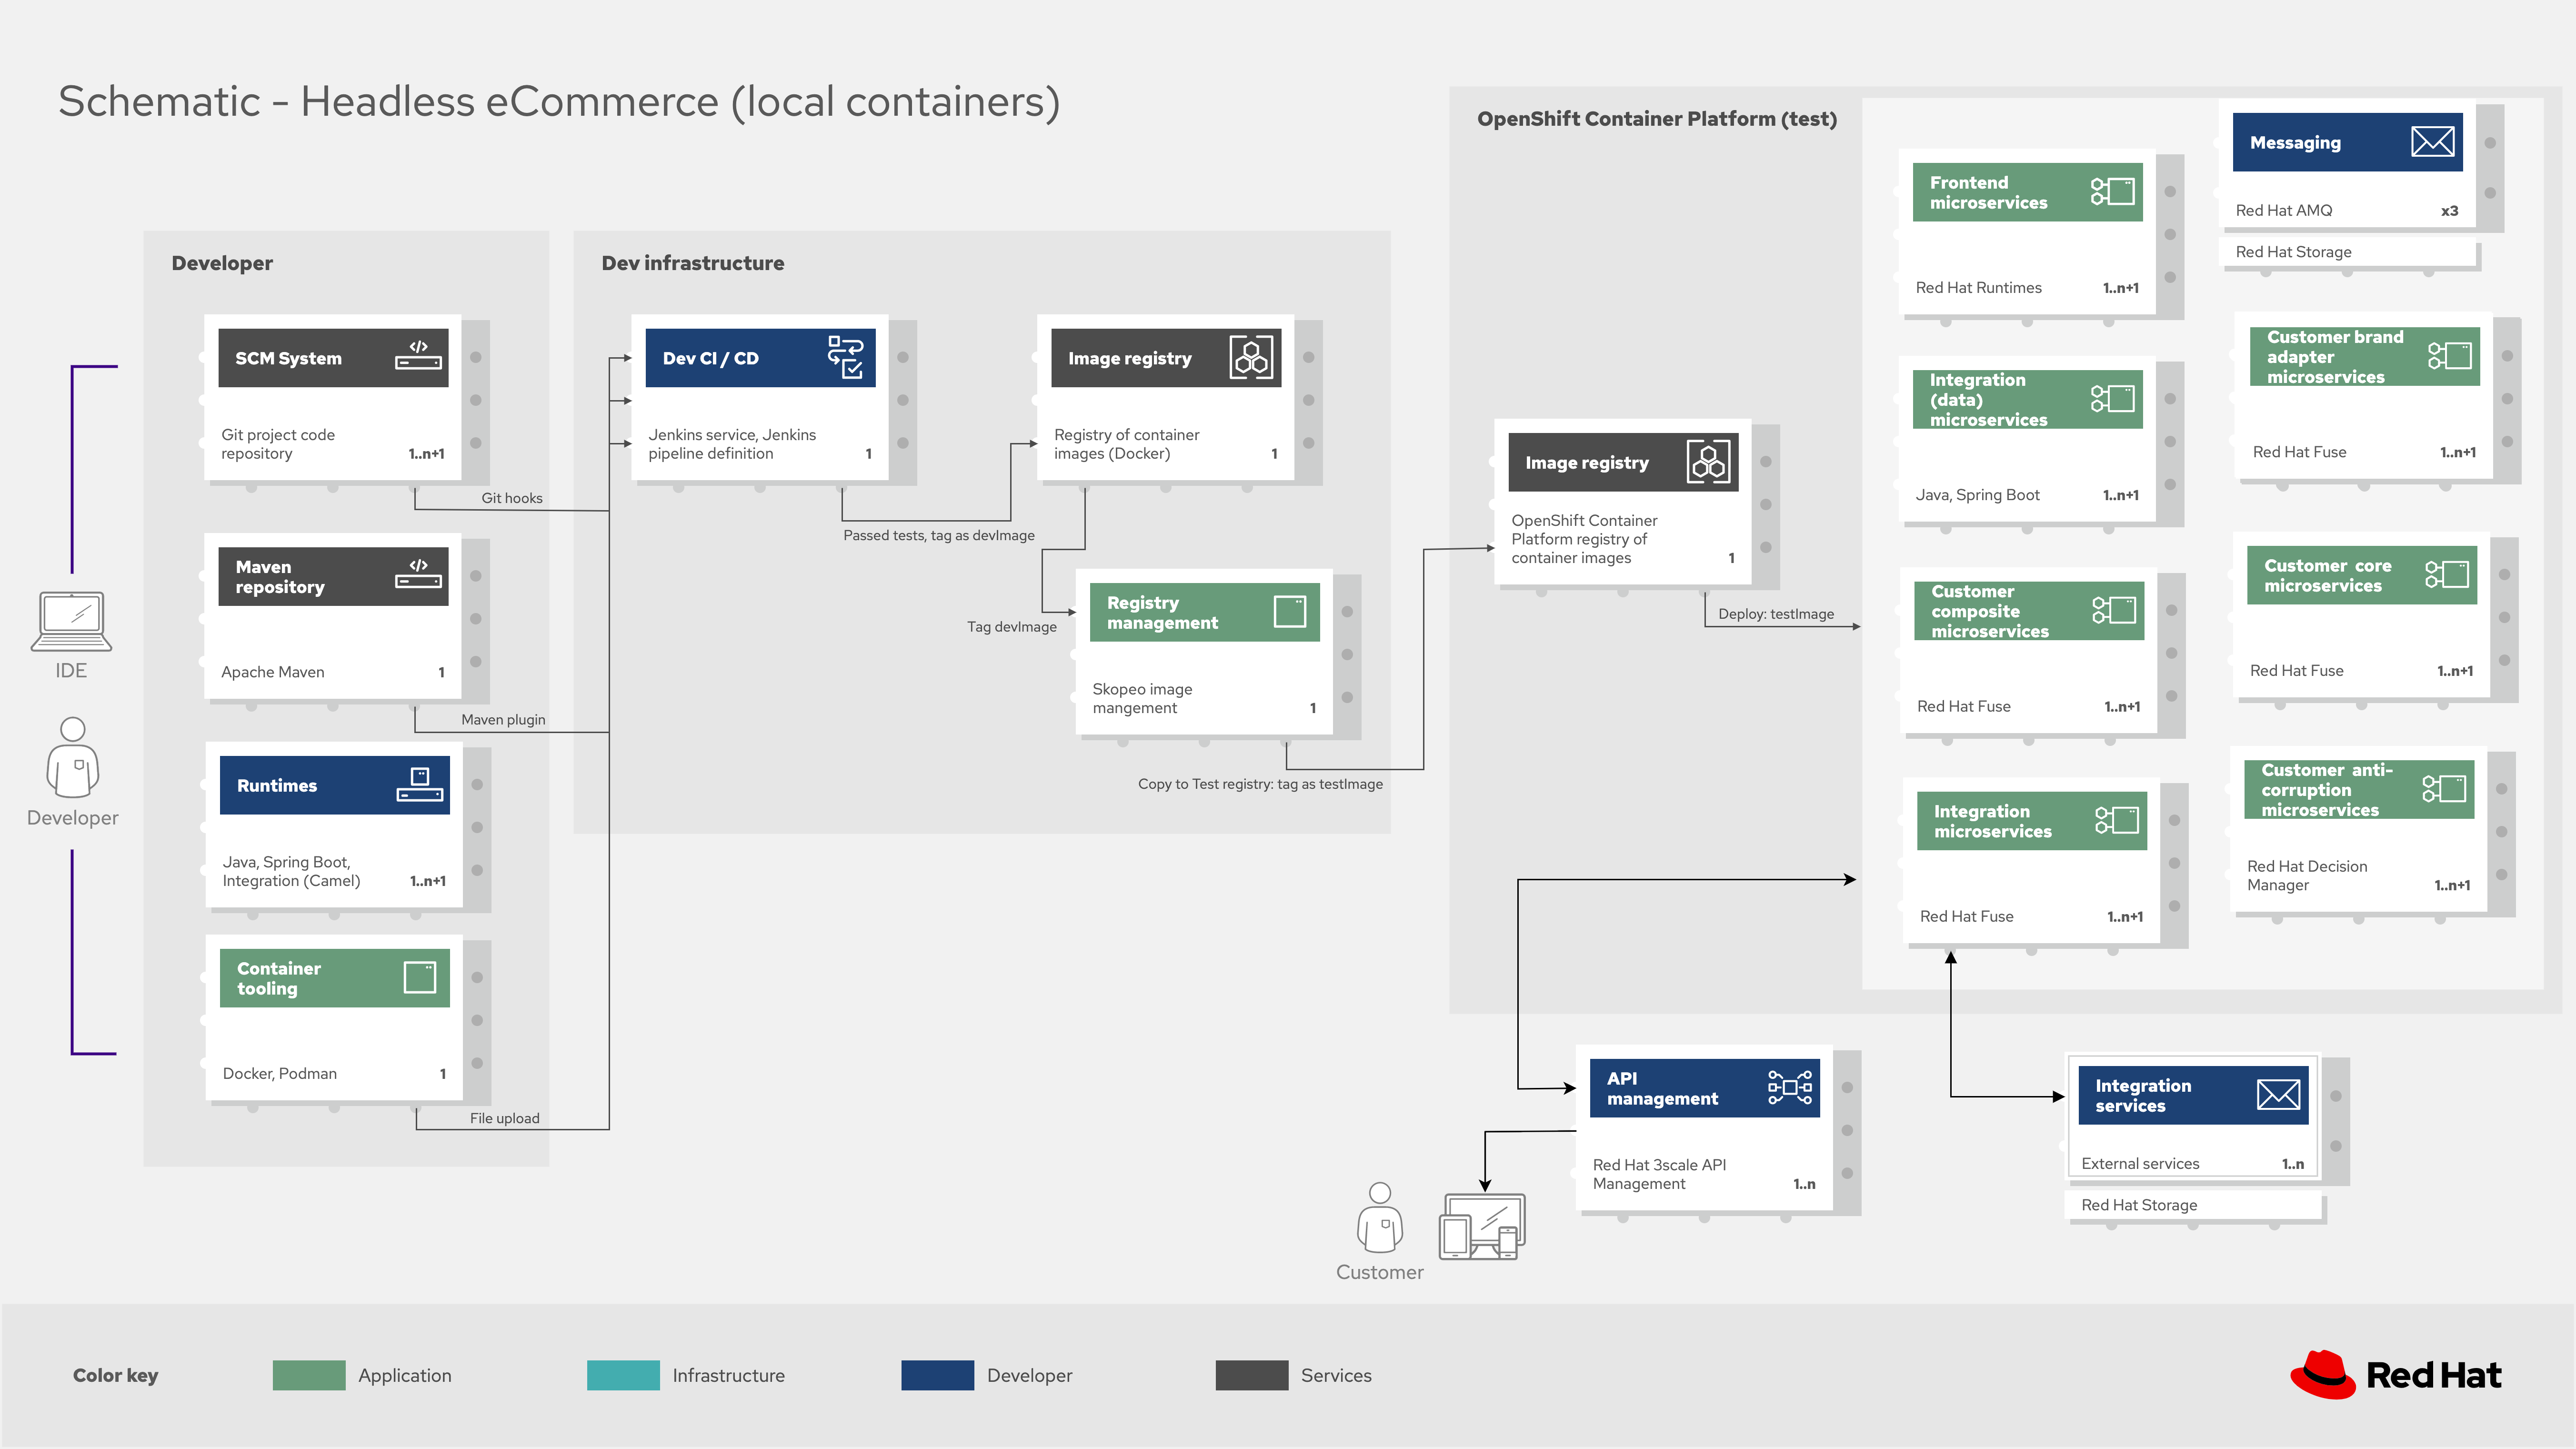 Schematic - Headless eCommerce (local containers)
IDE
Developer
Developer
SCM System
Git project code
repository
1..n+1
Git hooks
Maven
repository
Apache Maven
1
Maven plugin
Runtimes
Java, Spring Boot,
Integration (Camel)
1..n+1
Container
tooling
Docker, Podman
1
File upload
Dev infrastructure
Dev CI / CD
Jenkins service, Jenkins
pipeline definition
1
Passed tests, tag as devImage
Image registry
Registry of container
images (Docker)
1
Tag devImage
Registry
management
Skopeo image
mangement
1
Copy to Test registry: tag as testImage
OpenShift Container Platform (test)
Image registry
OpenShift Container
Platform registry of
container images
1
Deploy: testImage
Frontend
microservices
Red Hat Runtimes
1..n+1
Integration
(data)
microservices
Java, Spring Boot
1..n+1
Customer
composite
microservices
Red Hat Fuse
1..n+1
Integration
microservices
Red Hat Fuse
1..n+1
Messaging
Red Hat AMQ
x3
Red Hat Storage
Customer brand
adapter
microservices
Red Hat Fuse
1..n+1
Customer core
microservices
Red Hat Fuse
1..n+1
Customer anti-
corruption
microservices
Red Hat Decision
Manager
1..n+1
API
management
Red Hat 3scale API
Management
1..n
Customer
Integration
services
External services
1..n
Red Hat Storage
Color key
Application
Infrastructure
Developer
Services
Red Hat